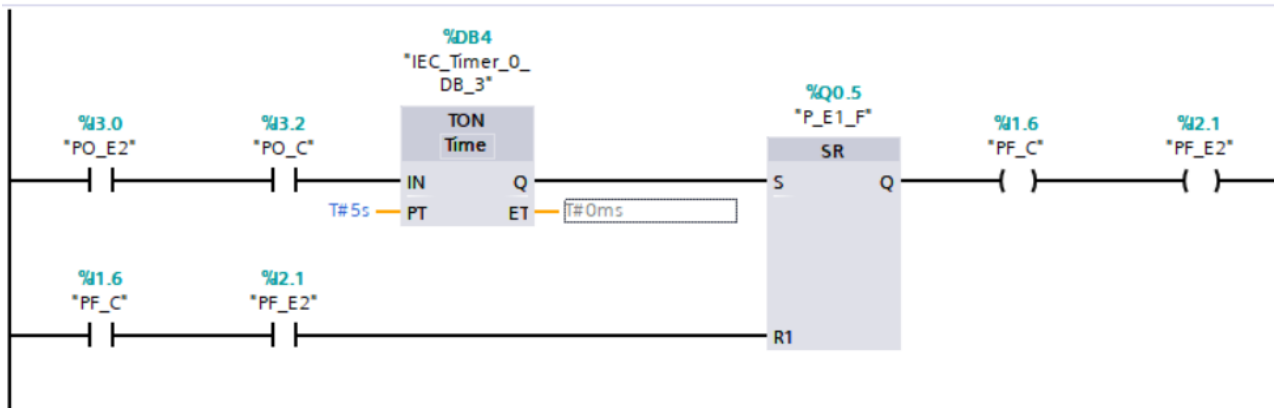 %DB4
"IEC_Timer_0_
DB_3"
%Q0.5
"P_E1_F"
%I3.0
"PO_E2"
%I3.2
"PO_C"
TON
Time
SR
%I1.6
"PF_C"
%I2.1
"PF_E2"
IN
Q
S
Q
T#5s
PT
ET
T#0ms
%I1.6
"PF_C"
%I2.1
"PF_E2"
R1